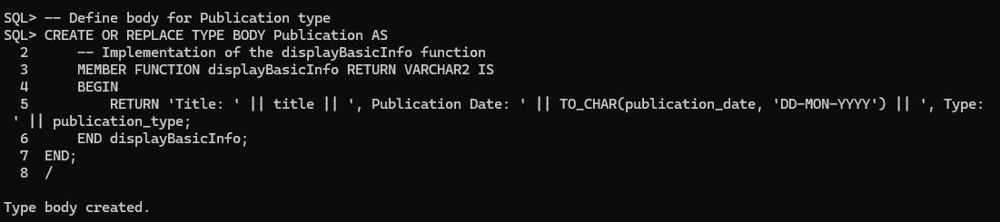 SQL> -- Define body for Publication type
SQL> CREATE OR REPLACE TYPE BODY Publication AS
  2      -- Implementation of the displayBasicInfo function
  3      MEMBER FUNCTION displayBasicInfo RETURN VARCHAR2 IS
  4      BEGIN
  5          RETURN 'Title: ' || title || ', Publication Date: ' || TO_CHAR(publication_date, 'DD-MON-YYYY') || ', Type:
 ' || publication_type;
  6      END displayBasicInfo;
  7  END;
  8  /
Type body created.